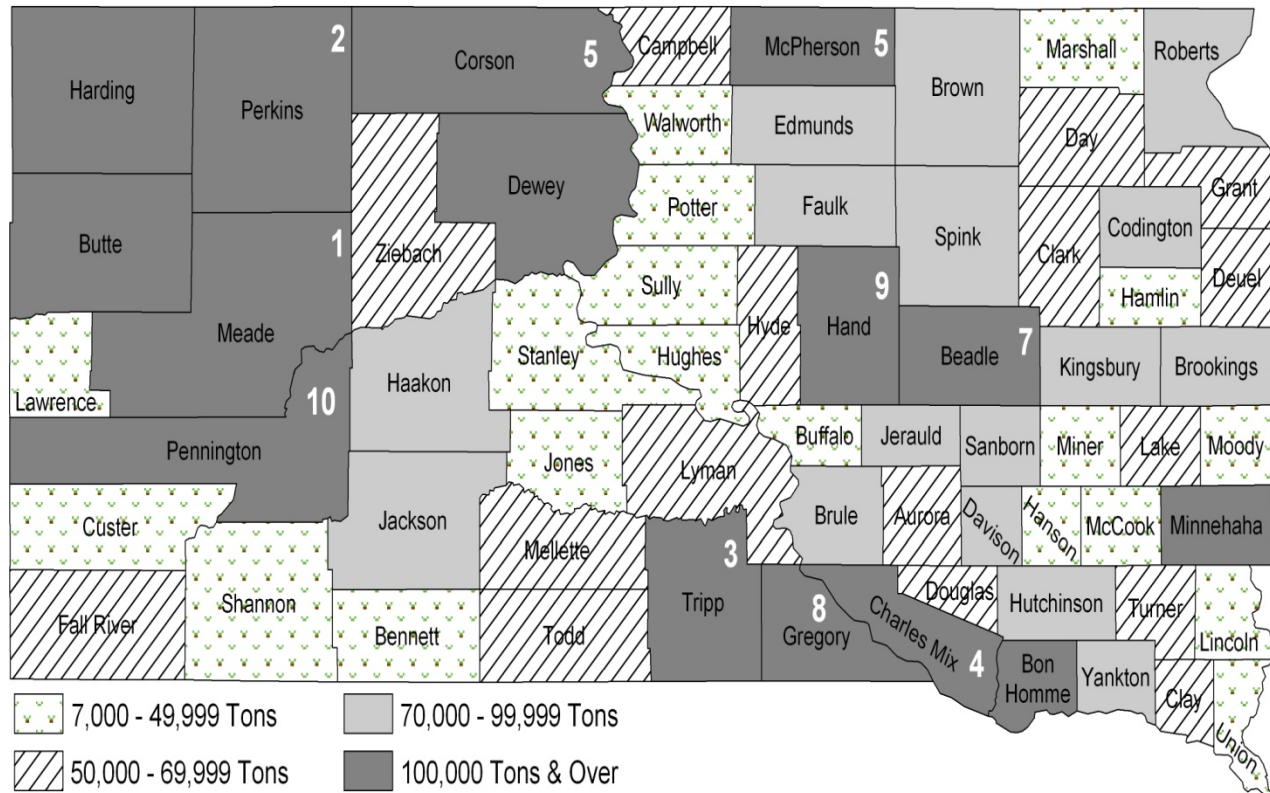 2
5
Campbell
McPherson
5
Marshall
Roberts
Harding
Perkins
Corson
Brown
Walworth
Edmunds
Day
Dewey
Potter
Faulk
Spink
Grant
Butte
1
Ziebach
Clark
Codington
Sully
9
Deuel
Hamlin
Meade
Hyde
Hand
7
Stanley
Hughes
Beadle
Kingsbury
Brookings
Haakon
Lawrence
10
Pennington
Buffalo
Jerauld
Sanborn
Miner
Lake
Moody
Jones
Lyman
Custer
Jackson
Brule
Aurora
Davison
Hanson
McCook
Minnehaha
Mellette
3
Fall River
Shannon
Bennett
Todd
Tripp
8
Gregory
Charles Mix
4
Douglas
Hutchinson
Turner
Lincoln
Bon
Homme
Yankton
Clay
Union
7,000 - 49,999 Tons
70,000 - 99,999 Tons
50,000 - 69,999 Tons
100,000 Tons & Over